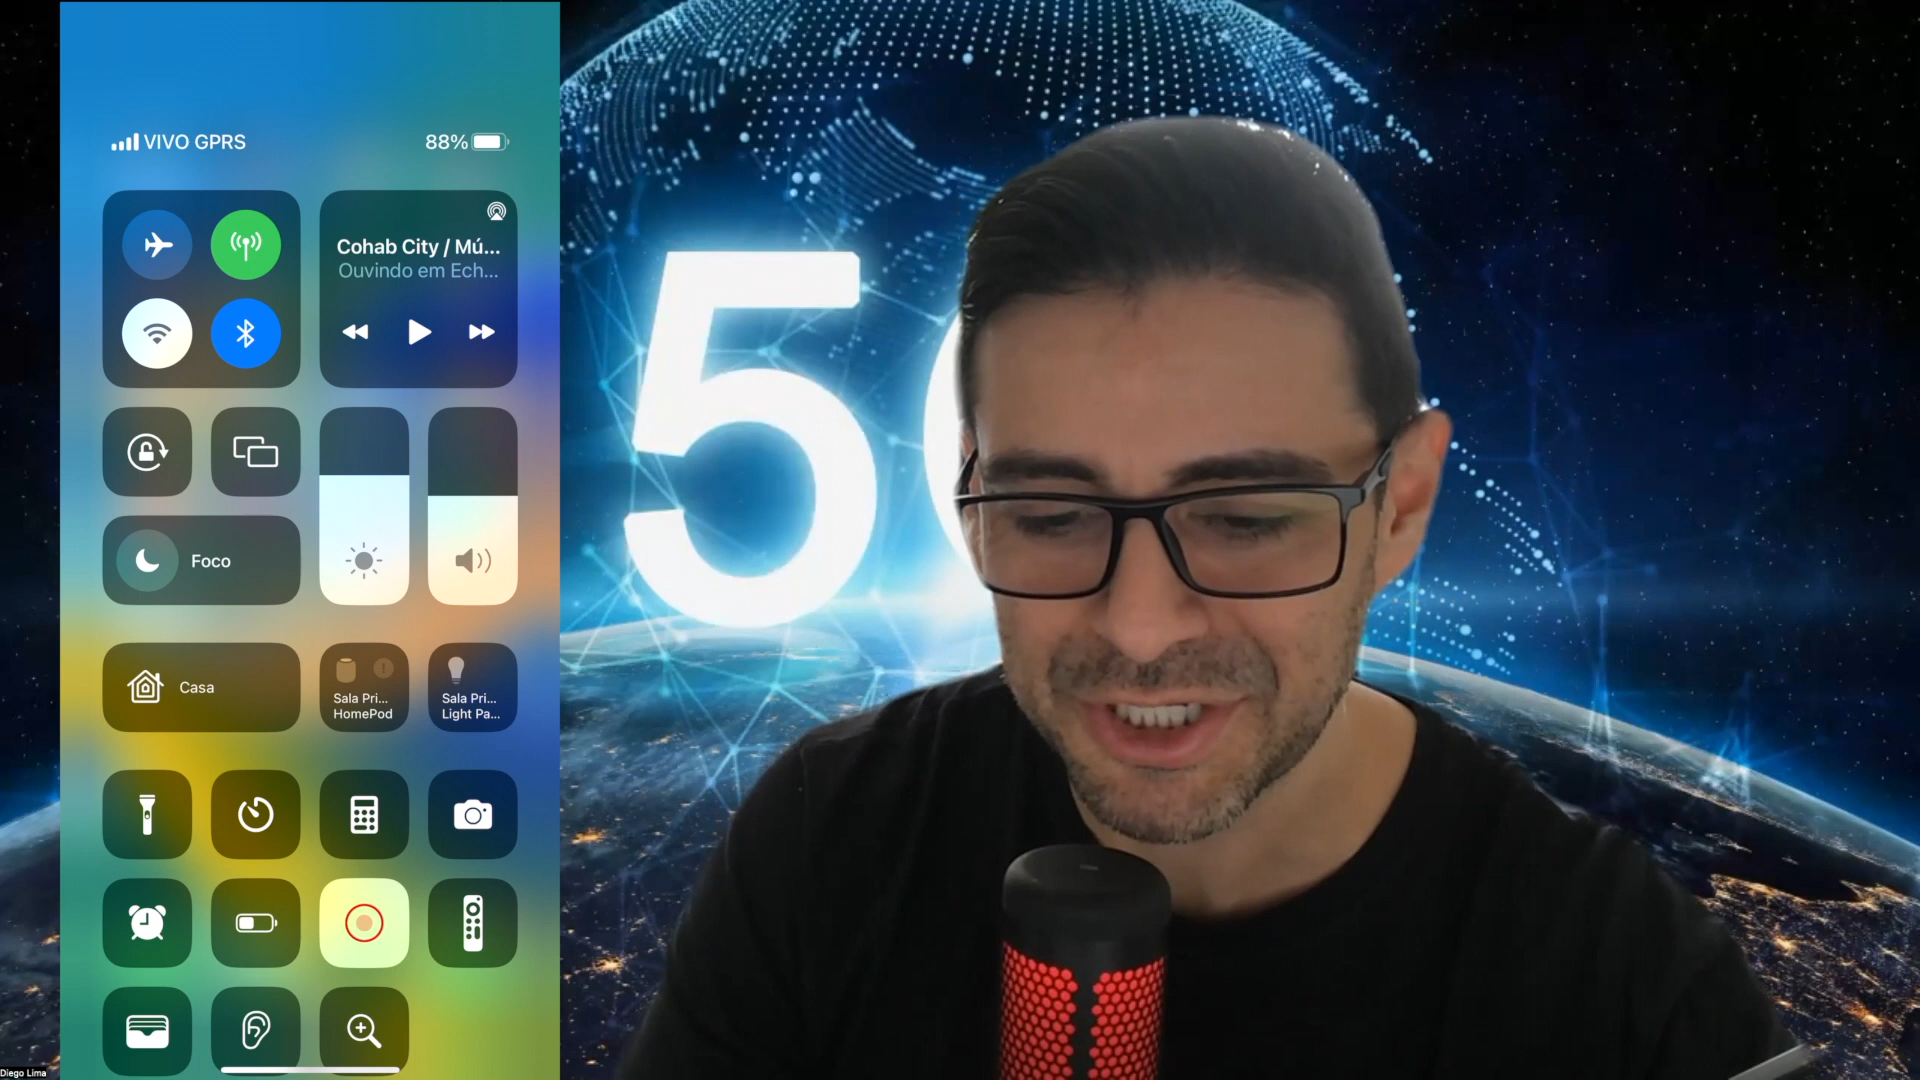 VIVO GPRS
88%
Cohab City / Mú...
Ouvindo em Ech...
Foco
Casa
Sala Pri...
HomePod
Sala Pri...
Light Pa...
5
Diego Lima